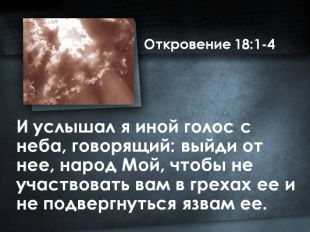 Откровение 18:1-4
И услышал я иной голос с
неба, говорящий: выйди от
нее, народ Мой, чтобы не
участвовать вам в грехах ее и
не подвергнуться язвам ее.